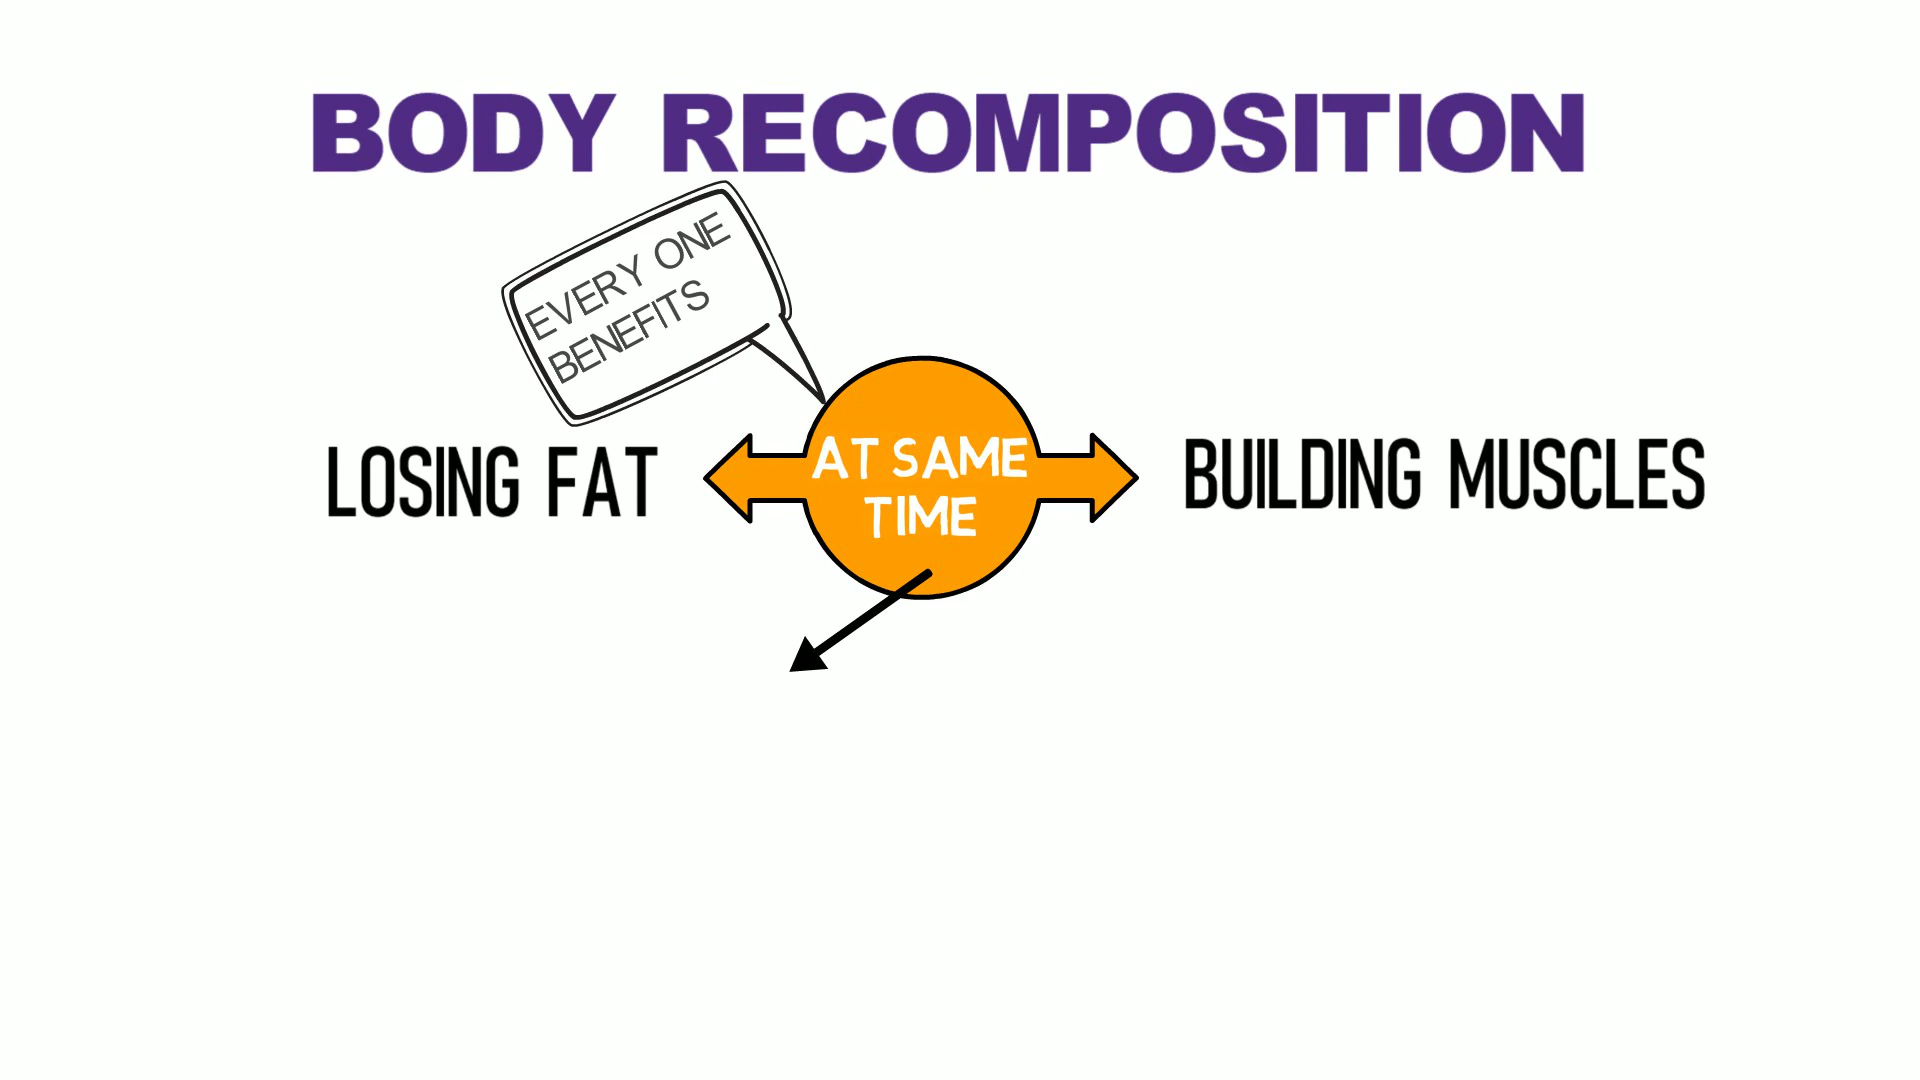 BODY RECOMPOSITION
EVERY ONE
BENEFITS
LOSING FAT
AT SAME
TIME
BUILDING MUSCLES